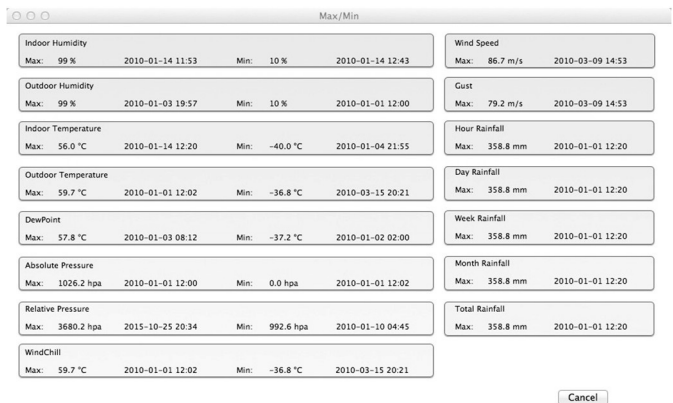 Max/Min
Indoor Humidity
Max: 99 % 2010-01-14 11:53 Min: 10 % 2010-01-14 12:43
Outdoor Humidity
Max: 99 % 2010-01-03 19:57 Min: 10 % 2010-01-01 12:00
Indoor Temperature
Max: 56.0 °C 2010-01-14 12:20 Min: -40.0 °C 2010-01-04 21:55
Outdoor Temperature
Max: 59.7 °C 2010-01-01 12:02 Min: -36.8 °C 2010-03-15 20:21
DewPoint
Max: 57.8 °C 2010-01-03 08:12 Min: -37.2 °C 2010-01-02 02:00
Absolute Pressure
Max: 1026.2 hpa 2010-01-01 12:00 Min: 0.0 hpa 2010-01-01 12:02
Relative Pressure
Max: 3680.2 hpa 2015-10-25 20:34 Min: 992.6 hpa 2010-01-10 04:45
WindChill
Max: 59.7 °C 2010-01-01 12:02 Min: -36.8 °C 2010-03-15 20:21
Wind Speed
Max: 86.7 m/s 2010-03-09 14:53
Gust
Max: 79.2 m/s 2010-03-09 14:53
Hour Rainfall
Max: 358.8 mm 2010-01-01 12:20
Day Rainfall
Max: 358.8 mm 2010-01-01 12:20
Week Rainfall
Max: 358.8 mm 2010-01-01 12:20
Month Rainfall
Max: 358.8 mm 2010-01-01 12:20
Total Rainfall
Max: 358.8 mm 2010-01-01 12:20
Cancel